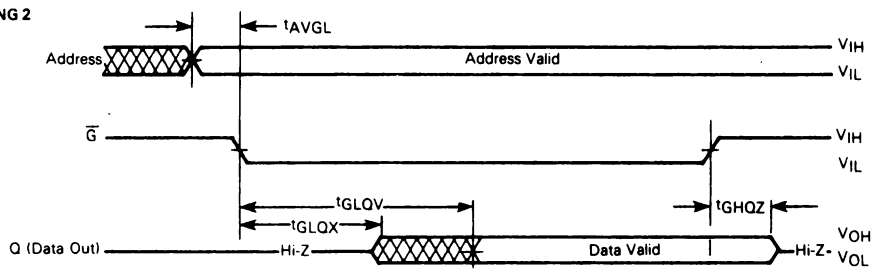 NG 2
tAVGL
Address
Address Valid
VIH
VIL
G
VIH
VIL
tGLQV
tGLQX
tGHQZ
Q (Data Out)
Hi-Z
Data Valid
Hi-Z
VOH
VOL